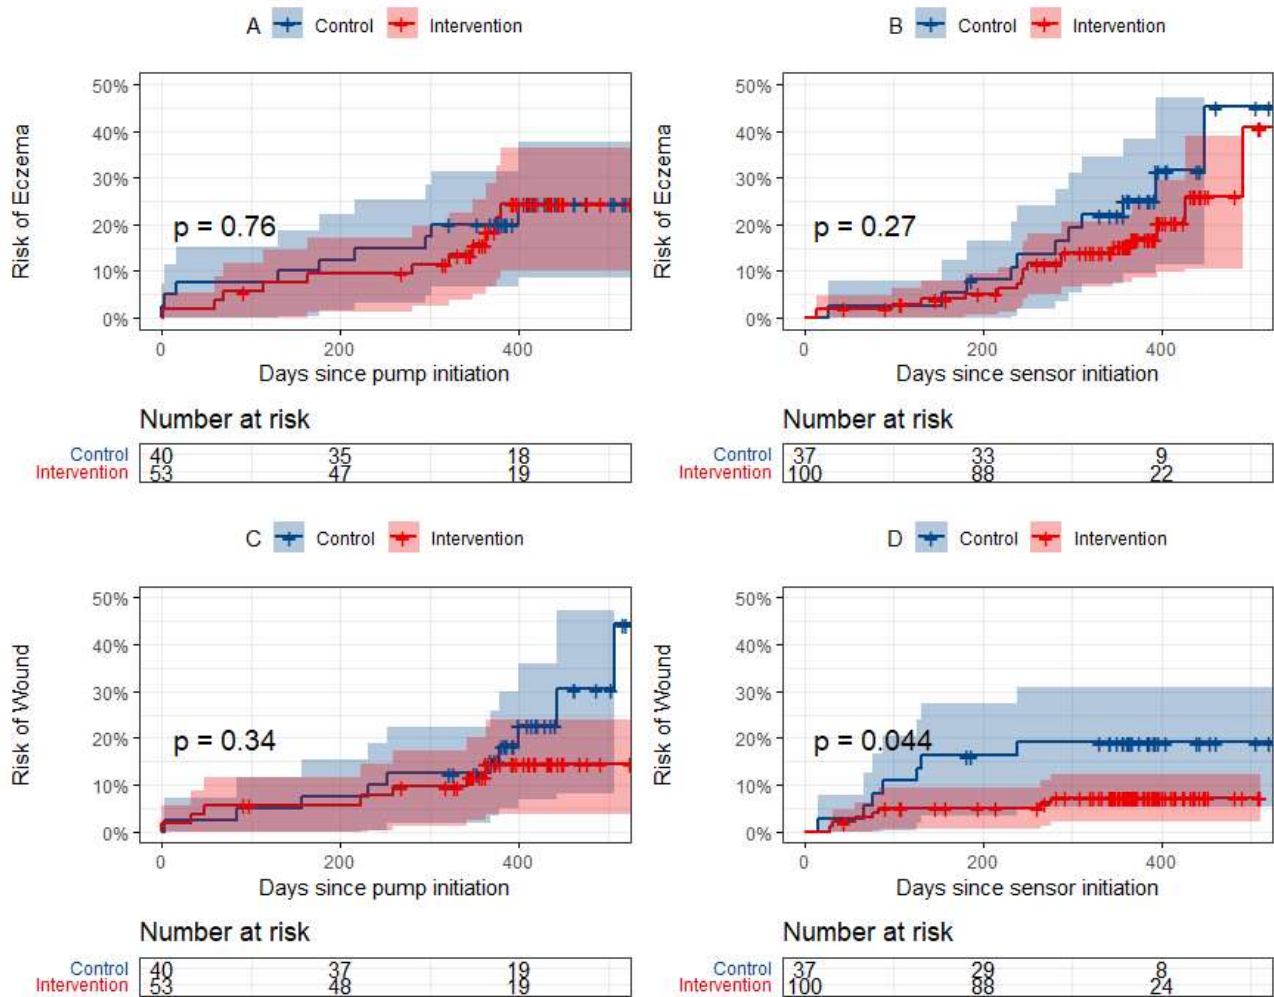 A Control Intervention
50%
40%
30%
20%
10%
0%
Risk of Eczema
p = 0.76
0 200 400
Days since pump initiation
Number at risk
Control 40 35 18
Intervention 53 47 19
B Control Intervention
50%
40%
30%
20%
10%
0%
Risk of Eczema
p = 0.27
0 200 400
Days since sensor initiation
Number at risk
Control 37 33 9
Intervention 100 88 22
C Control Intervention
50%
40%
30%
20%
10%
0%
Risk of Wound
p = 0.34
0 200 400
Days since pump initiation
Number at risk
Control 40 37 19
Intervention 53 48 19
D Control Intervention
50%
40%
30%
20%
10%
0%
Risk of Wound
p = 0.044
0 200 400
Days since sensor initiation
Number at risk
Control 37 29 8
Intervention 100 88 24